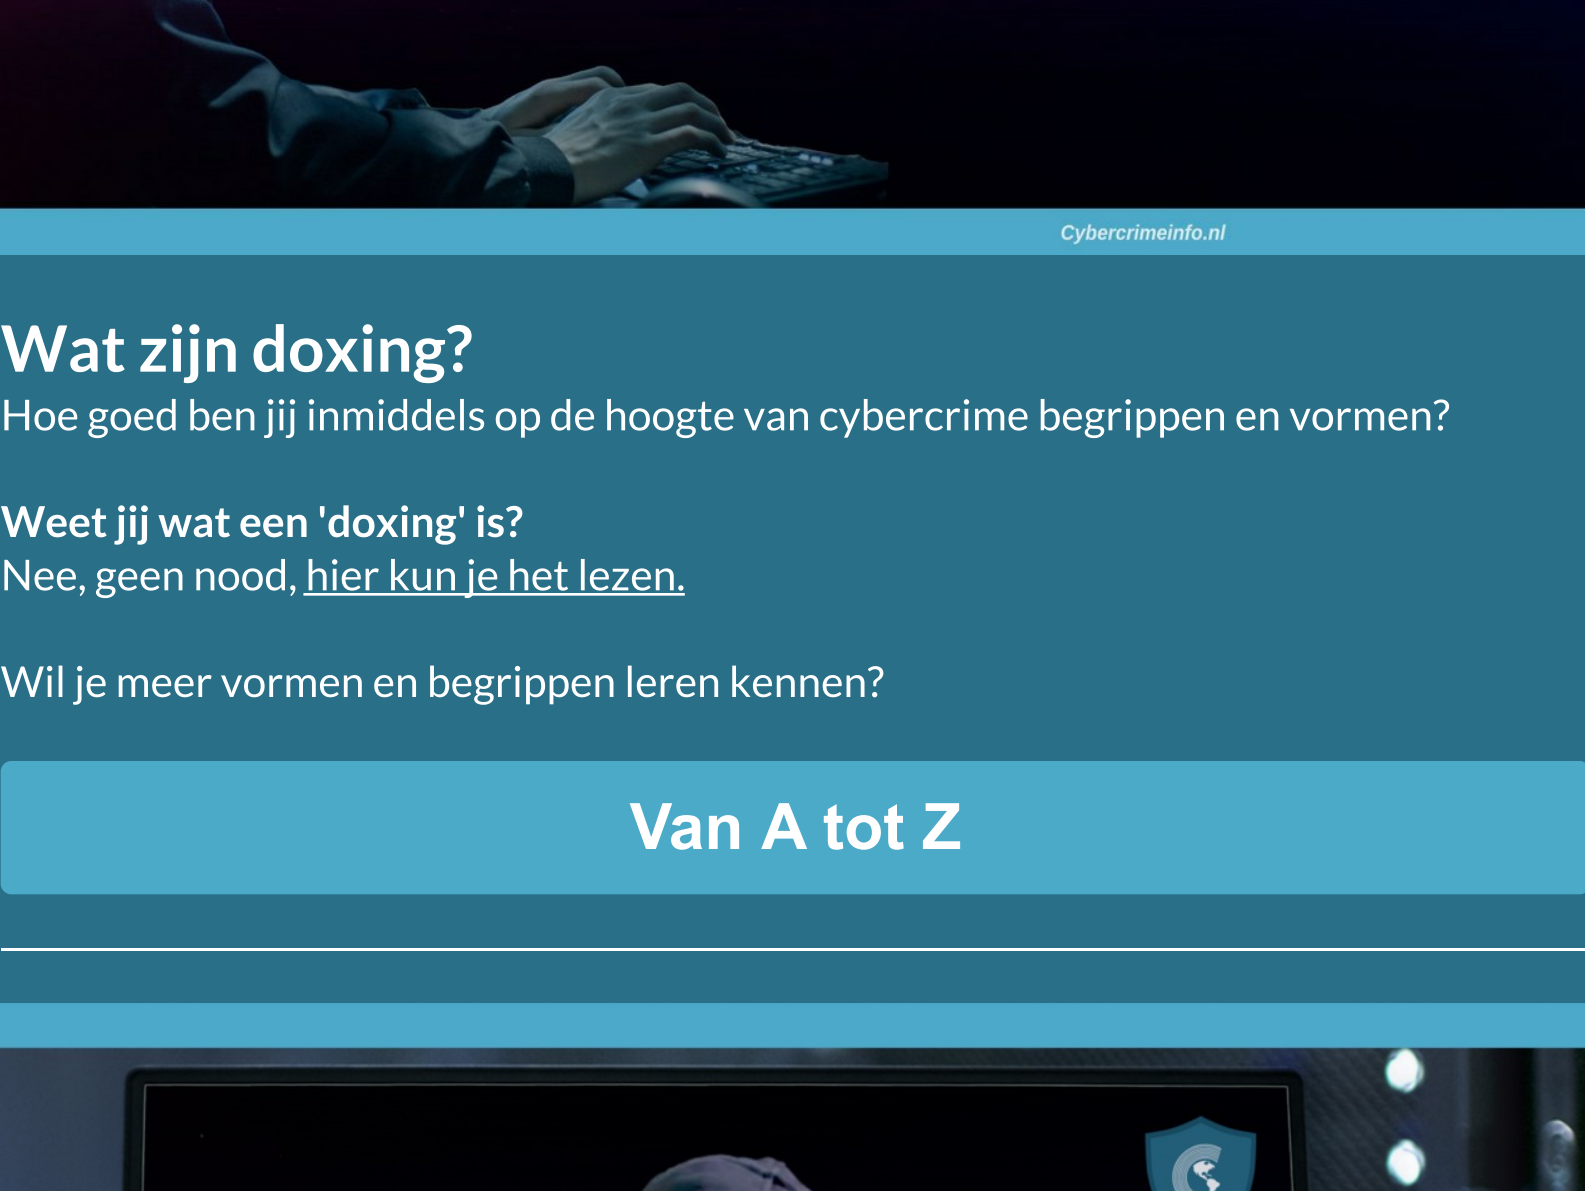 Cybercrimeinfo.nl
Wat zijn doxing?
Hoe goed ben jij inmiddels op de hoogte van cybercrime begrippen en vormen?
Weet jij wat een 'doxing' is?
Nee, geen nood, hier kun je het lezen.
Wil je meer vormen en begrippen leren kennen?
Van A tot Z